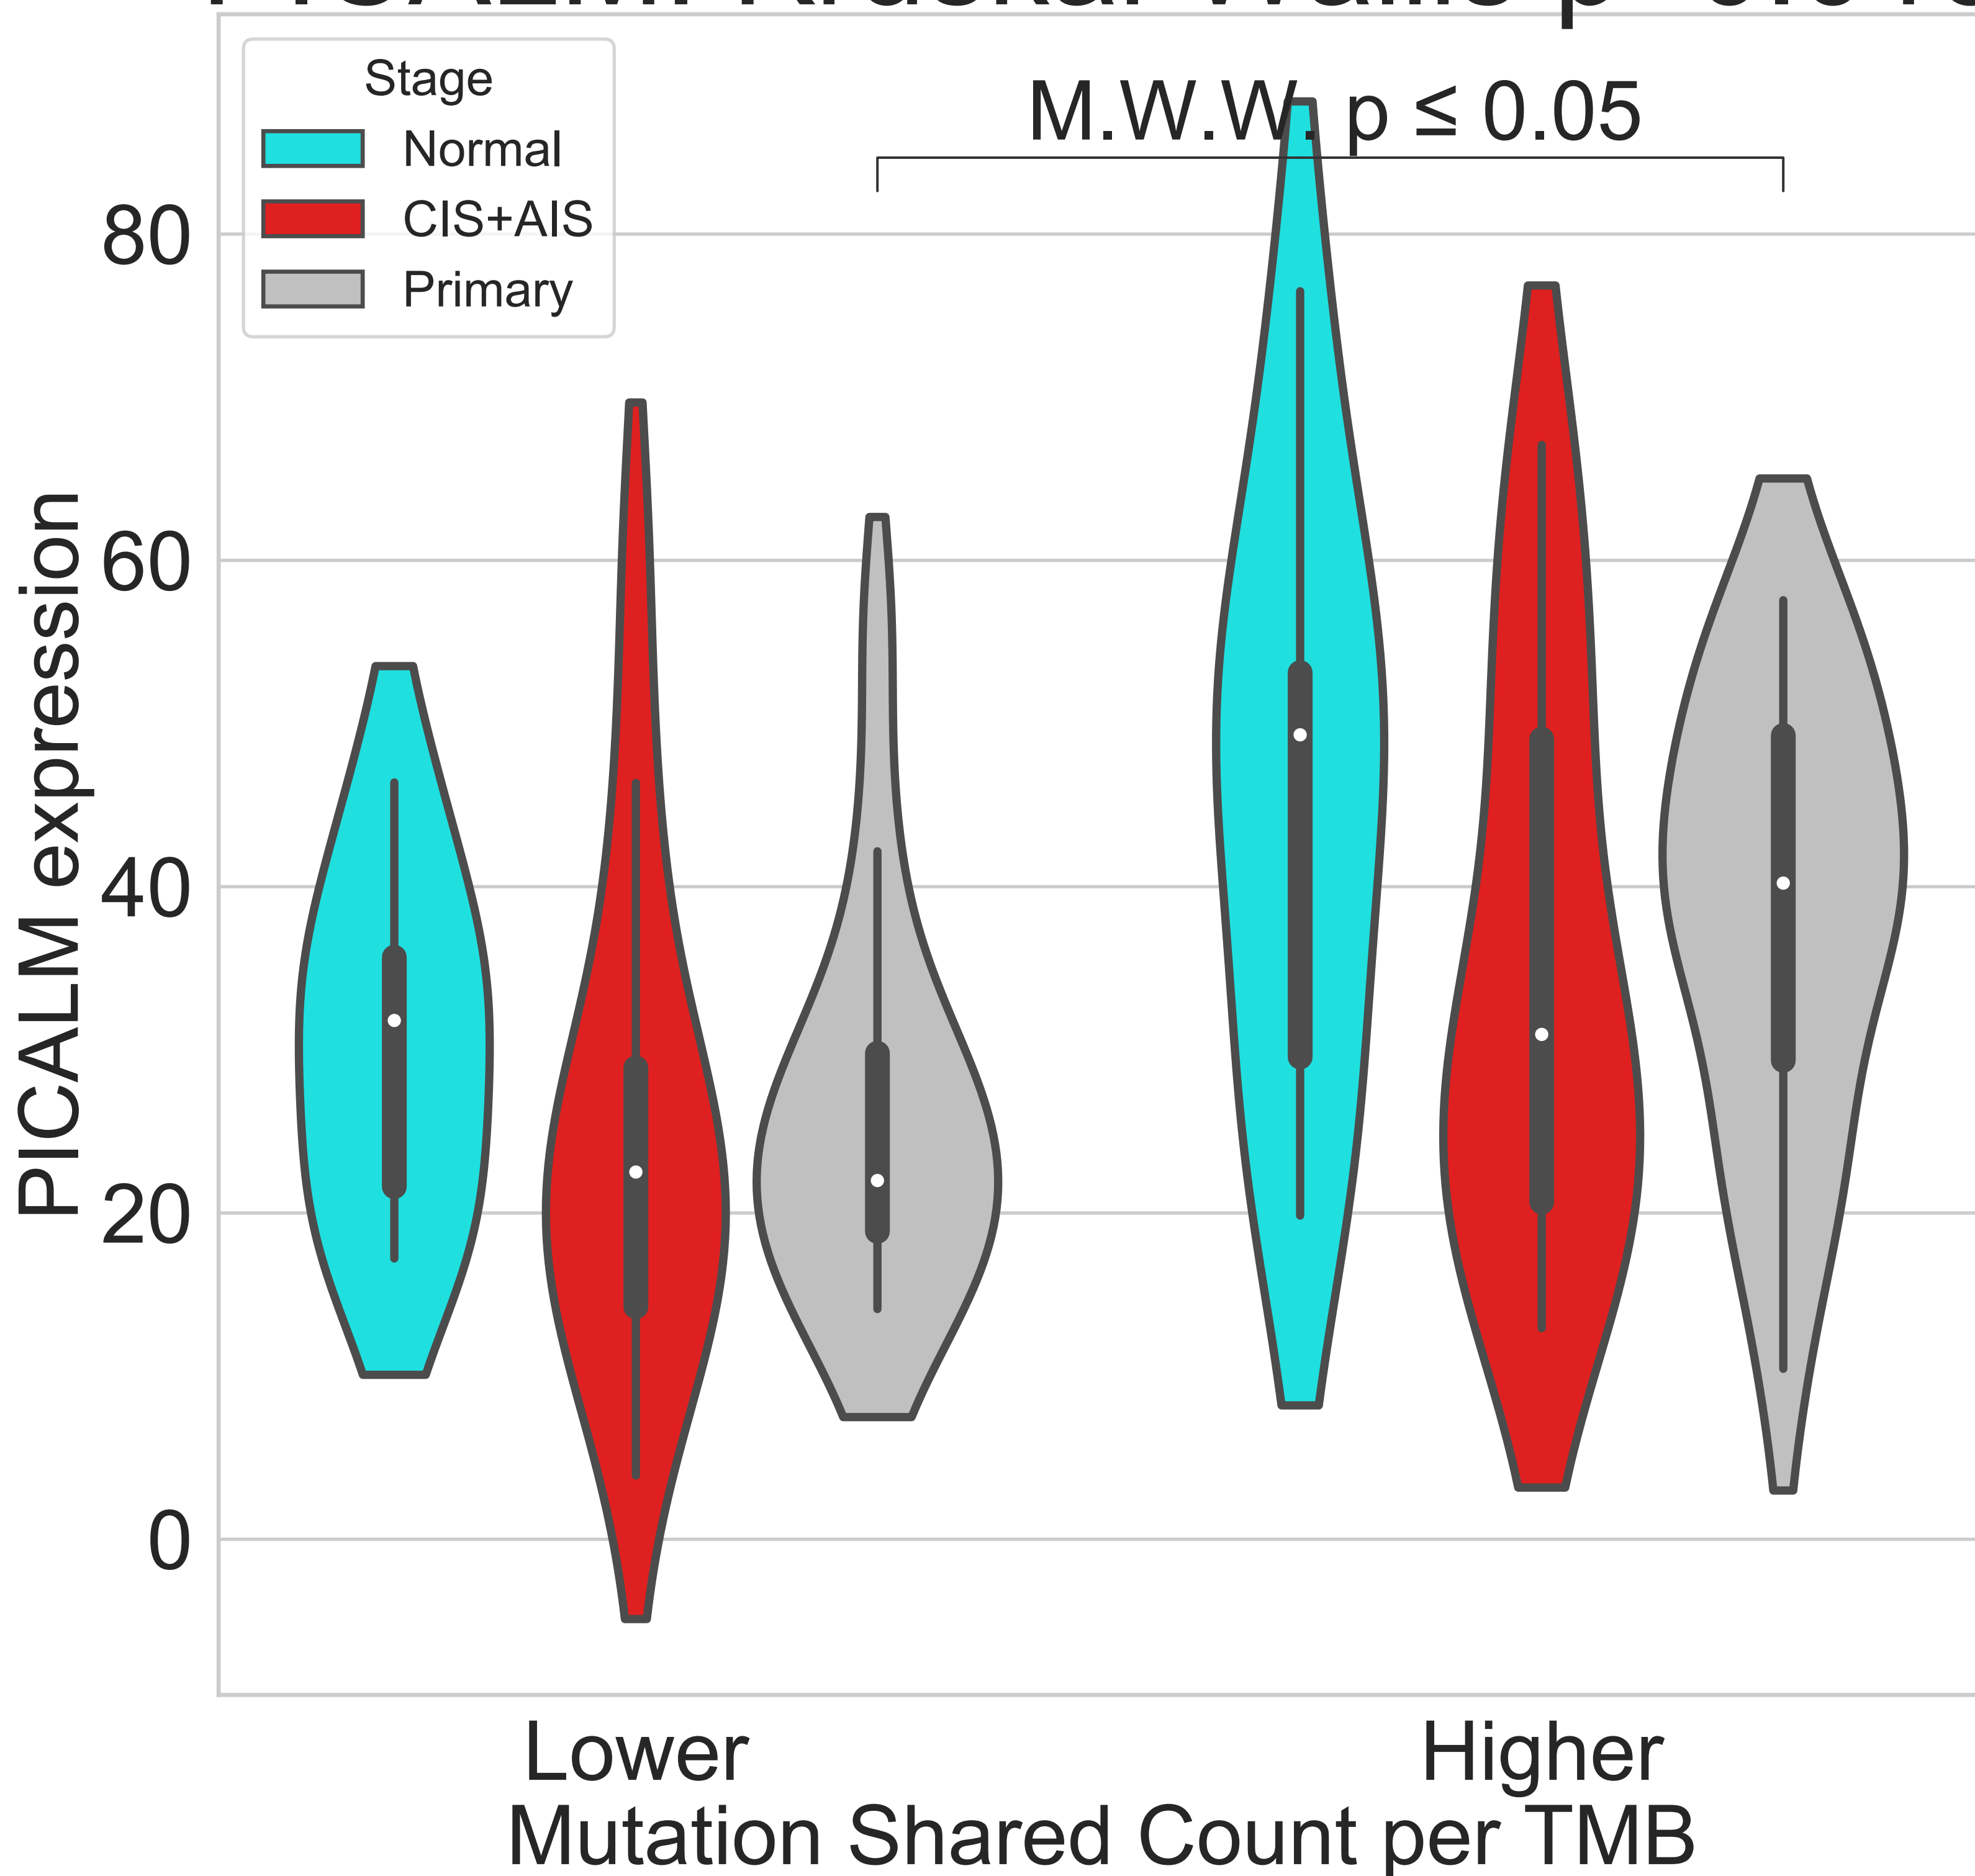 Stage
Normal
CIS+AIS
Primary
M.W.W. p ≤ 0.05
80
60
40
20
0
PICALM expression
Lower
Higher
Mutation Shared Count per TMB